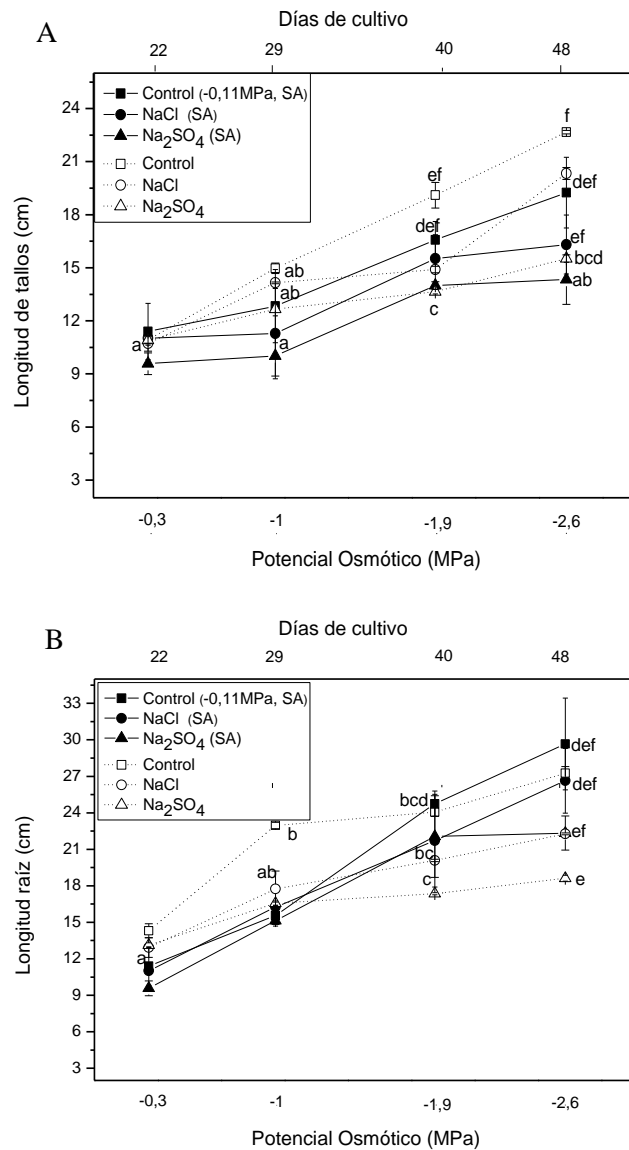 A
Días de cultivo
22 29 40 48
Control (-0,11MPa, SA)
NaCl (SA)
Na2SO4 (SA)
Control
NaCl
Na2SO4
Longitud de tallos (cm)
24
21
18
15
12
9
6
3
f
ef
def
def
ab
ef
ab
bcd
a
a
c
ab
-0,3 -1 -1,9 -2,6
Potencial Osmótico (MPa)
B
Días de cultivo
22 29 40 48
Control (-0,11MPa, SA)
NaCl (SA)
Na2SO4 (SA)
Control
NaCl
Na2SO4
Longitud raíz (cm)
33
30
27
24
21
18
15
12
9
6
3
def
bcd
def
b
ef
bc
ab
c
e
a
-0,3 -1 -1,9 -2,6
Potencial Osmótico (MPa)